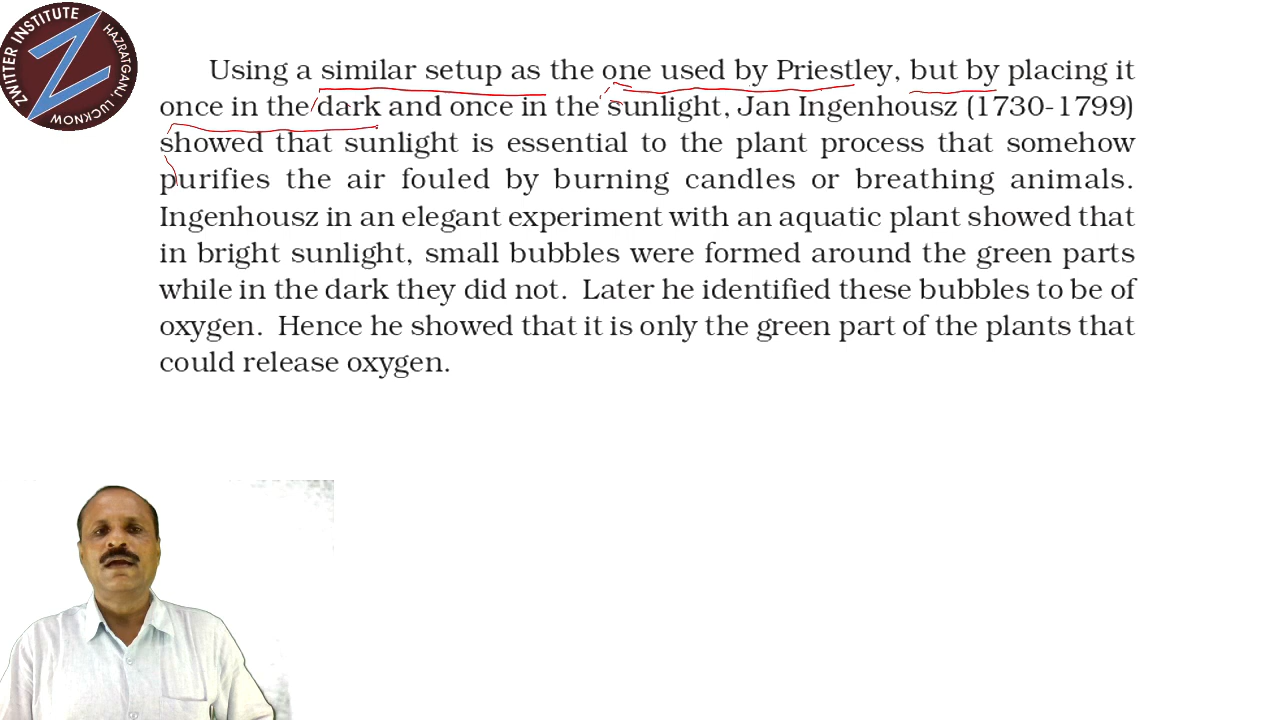 ZWITTER INSTITUTE
HAZRATGANJ, LUCKNOW
Using a similar setup as the one used by Priestley, but by placing it
once in the dark and once in the sunlight, Jan Ingenhousz (1730-1799)
showed that sunlight is essential to the plant process that somehow
purifies the air fouled by burning candles or breathing animals.
Ingenhousz in an elegant experiment with an aquatic plant showed that
in bright sunlight, small bubbles were formed around the green parts
while in the dark they did not. Later he identified these bubbles to be of
oxygen. Hence he showed that it is only the green part of the plants that
could release oxygen.